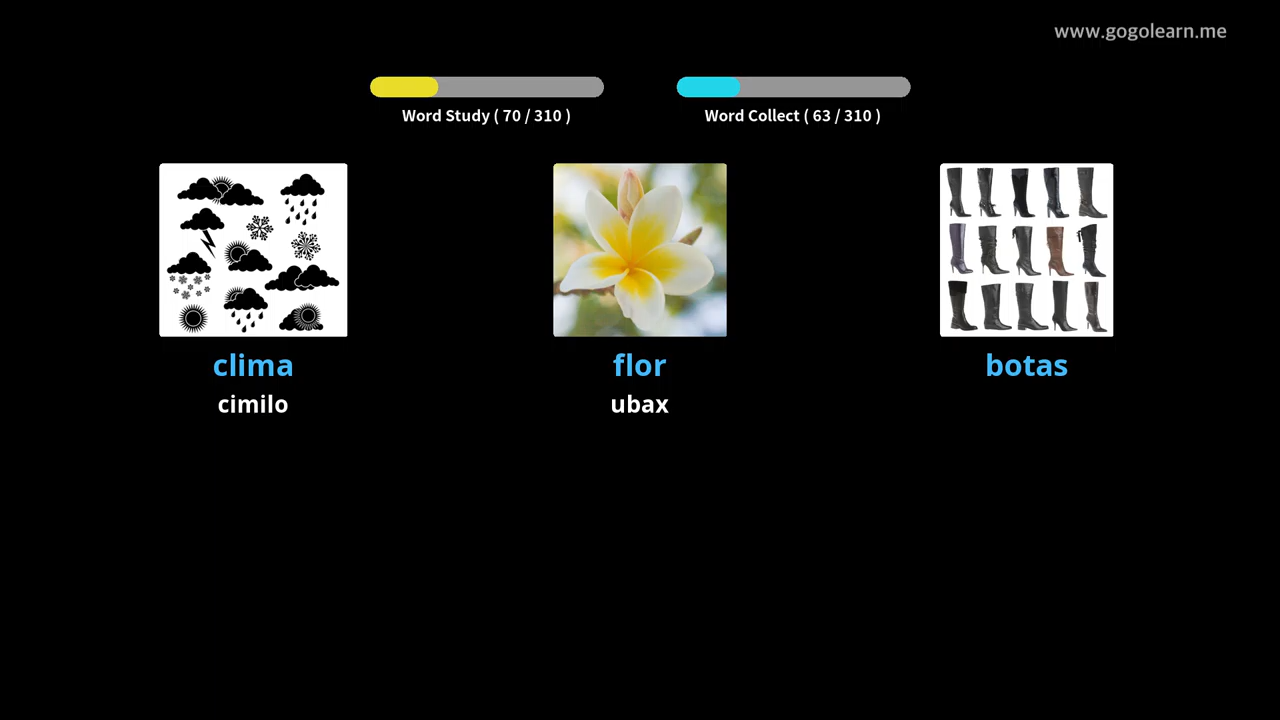 www.gogolearn.me
Word Study ( 70 / 310 )
Word Collect ( 63 / 310 )
clima
flor
botas
cimilo
ubax